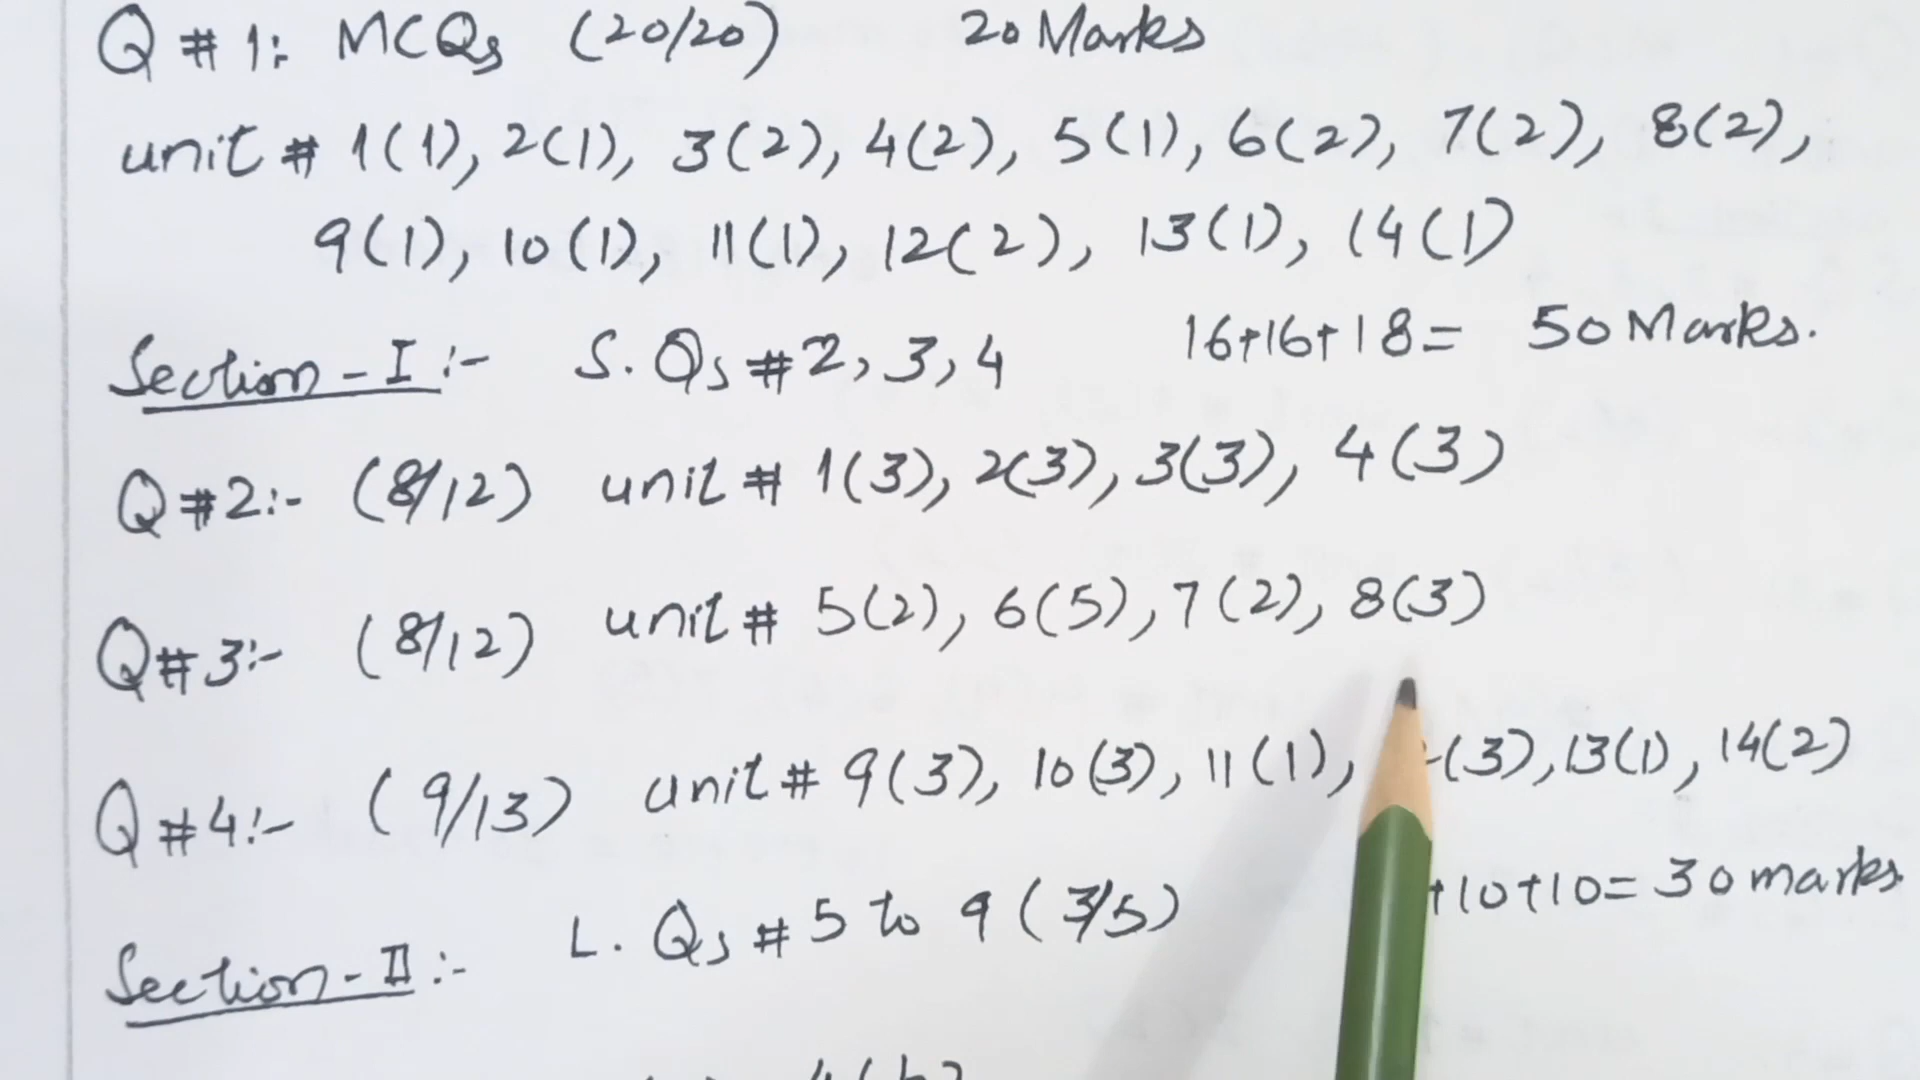 Q # 1:  MCQs  (20/20)  20 Marks
unit # 1(1), 2(1), 3(2), 4(2), 5(1), 6(2), 7(2), 8(2),
9(1), 10(1), 11(1), 12(2), 13(1), 14(1)
Section - I :-  S. Qs # 2, 3, 4  16+16+18 = 50 Marks.
Q # 2:-  (8/12)  unit # 1(3), 2(3), 3(3), 4(3)
Q # 3:-  (8/12)  unit # 5(2), 6(5), 7(2), 8(3)
Q # 4:-  (9/13)  unit # 9(3), 10(3), 11(1), (3), 13(1), 14(2)
Section - II :-  L. Qs # 5 to 9 (3/5)  +10+10 = 30 marks